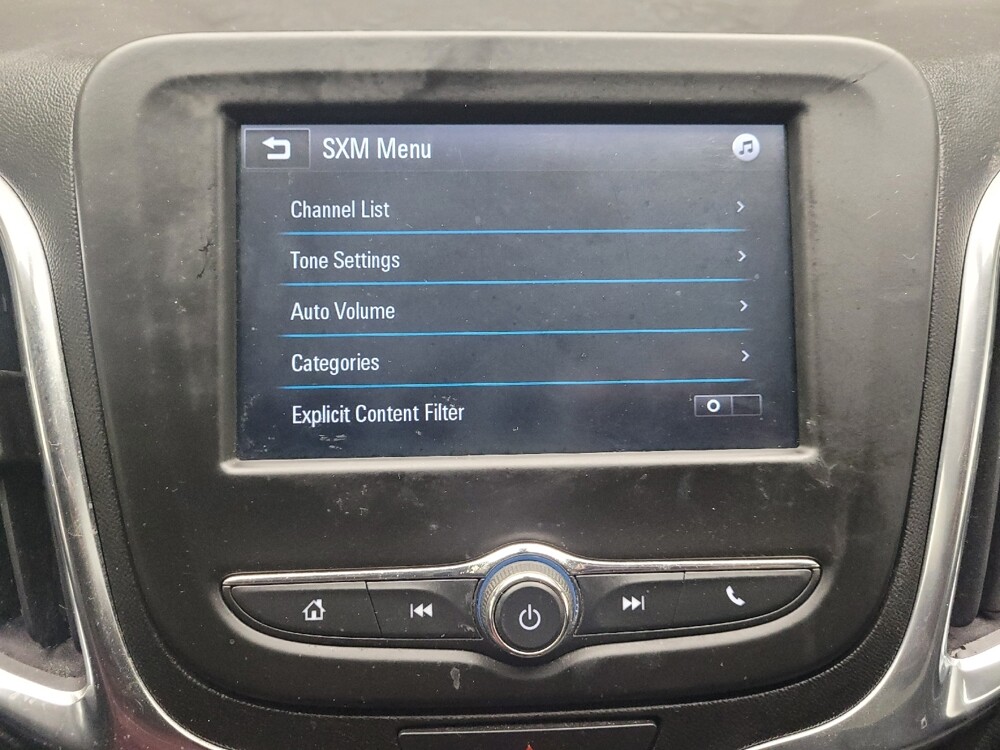 SXM Menu
Channel List
Tone Settings
Auto Volume
Categories
Explicit Content Filter